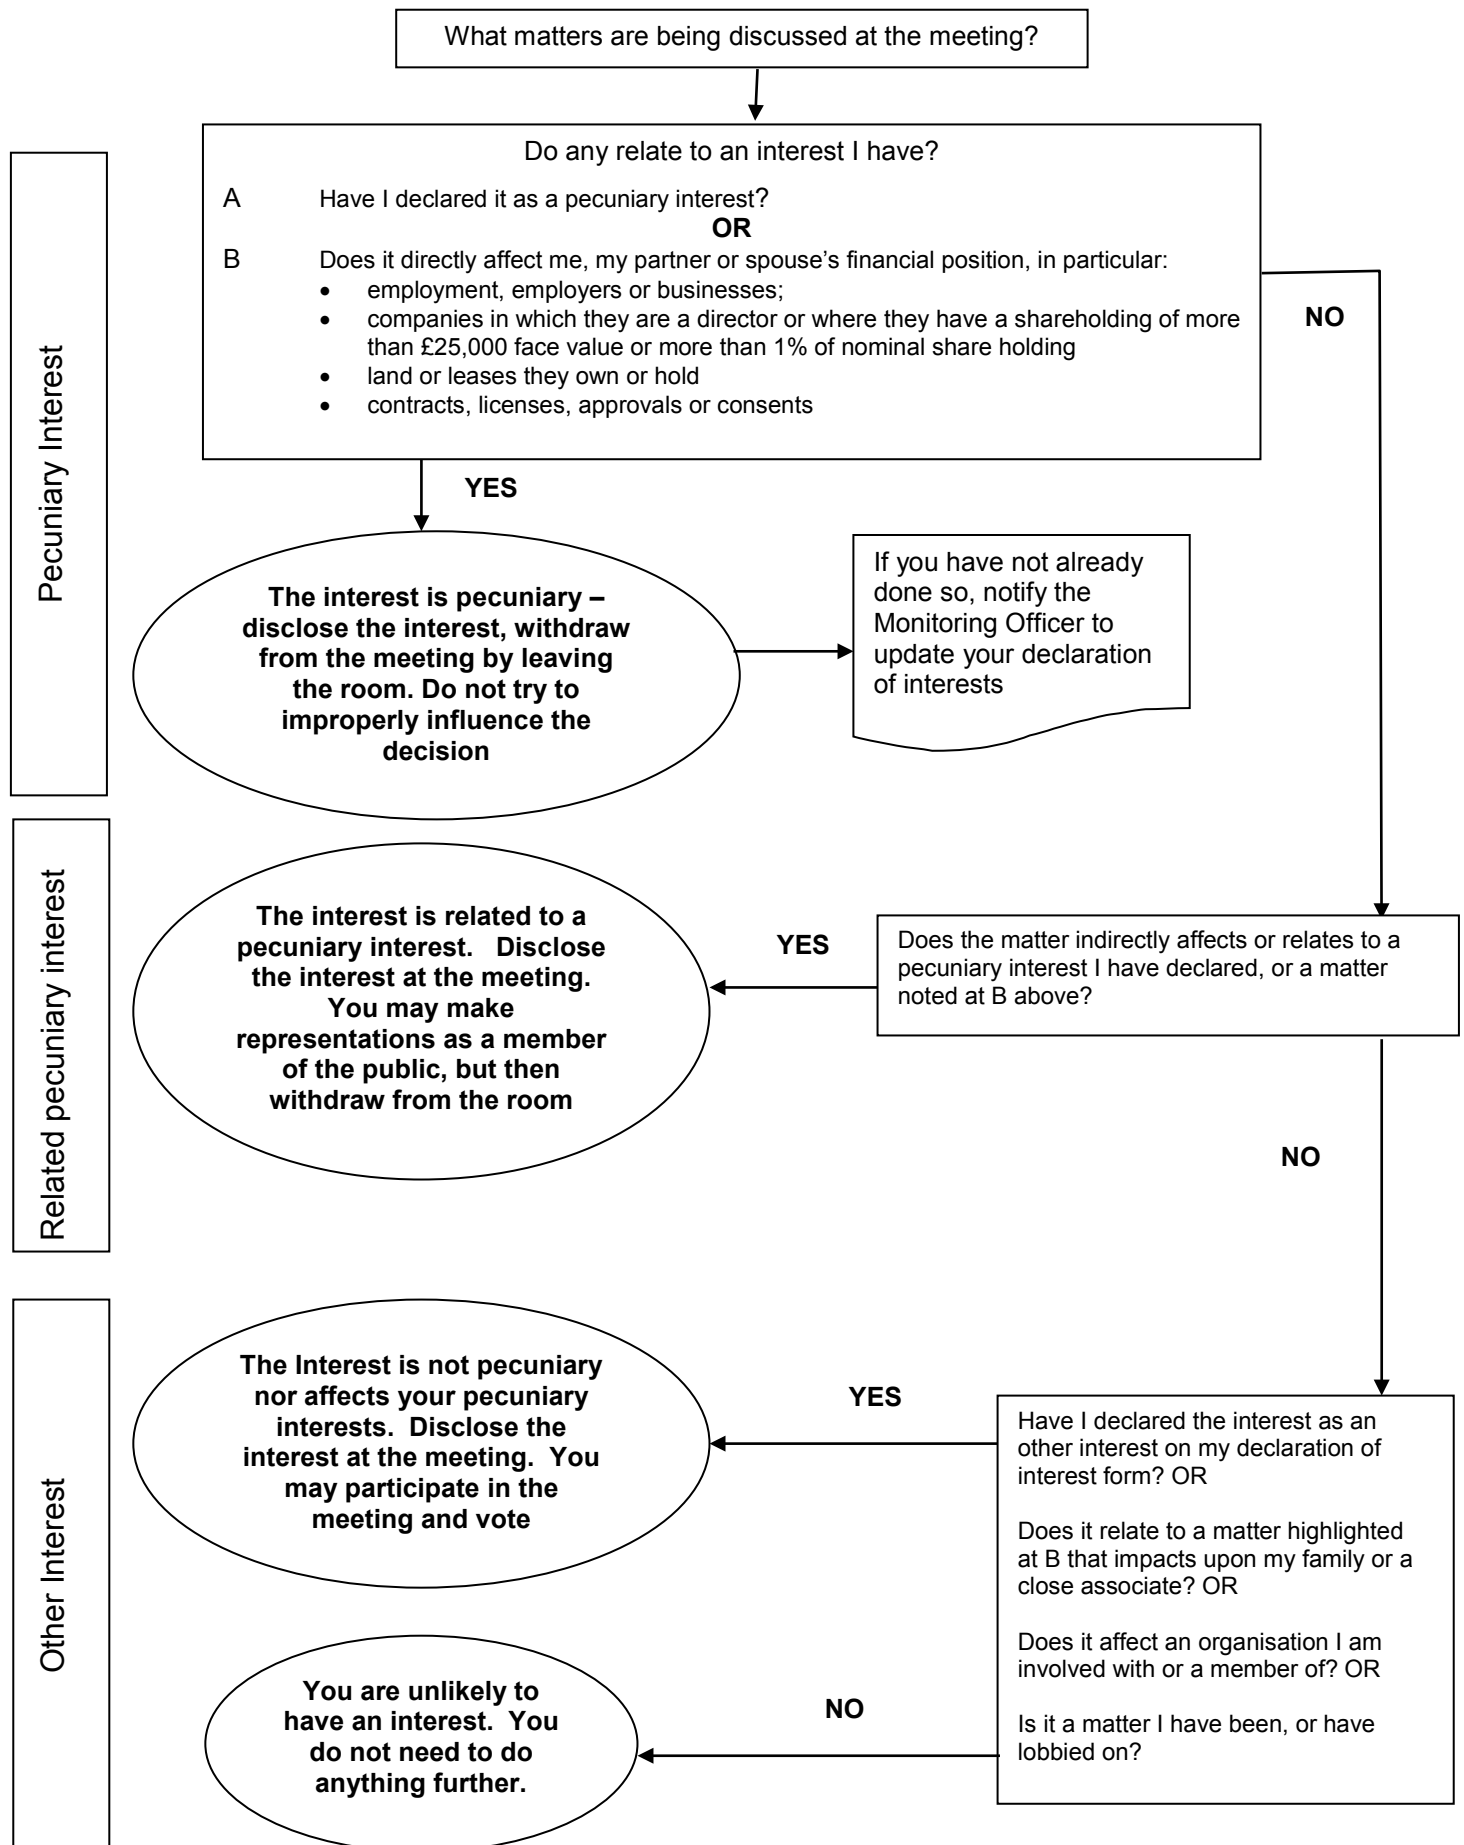 What matters are being discussed at the meeting?
Pecuniary Interest
Do any relate to an interest I have?
A Have I declared it as a pecuniary interest?
OR
B Does it directly affect me, my partner or spouse's financial position, in particular:
• employment, employers or businesses;
• companies in which they are a director or where they have a shareholding of more
than £25,000 face value or more than 1% of nominal share holding
• land or leases they own or hold
• contracts, licenses, approvals or consents
NO
YES
The interest is pecuniary –
disclose the interest, withdraw
from the meeting by leaving
the room. Do not try to
improperly influence the
decision
If you have not already
done so, notify the
Monitoring Officer to
update your declaration
of interests
Related pecuniary interest
The interest is related to a
pecuniary interest. Disclose
the interest at the meeting.
You may make
representations as a member
of the public, but then
withdraw from the room
YES
Does the matter indirectly affects or relates to a
pecuniary interest I have declared, or a matter
noted at B above?
NO
Other Interest
The Interest is not pecuniary
nor affects your pecuniary
interests. Disclose the
interest at the meeting. You
may participate in the
meeting and vote
YES
Have I declared the interest as an
other interest on my declaration of
interest form? OR
Does it relate to a matter highlighted
at B that impacts upon my family or a
close associate? OR
Does it affect an organisation I am
involved with or a member of? OR
Is it a matter I have been, or have
lobbied on?
NO
You are unlikely to
have an interest. You
do not need to do
anything further.